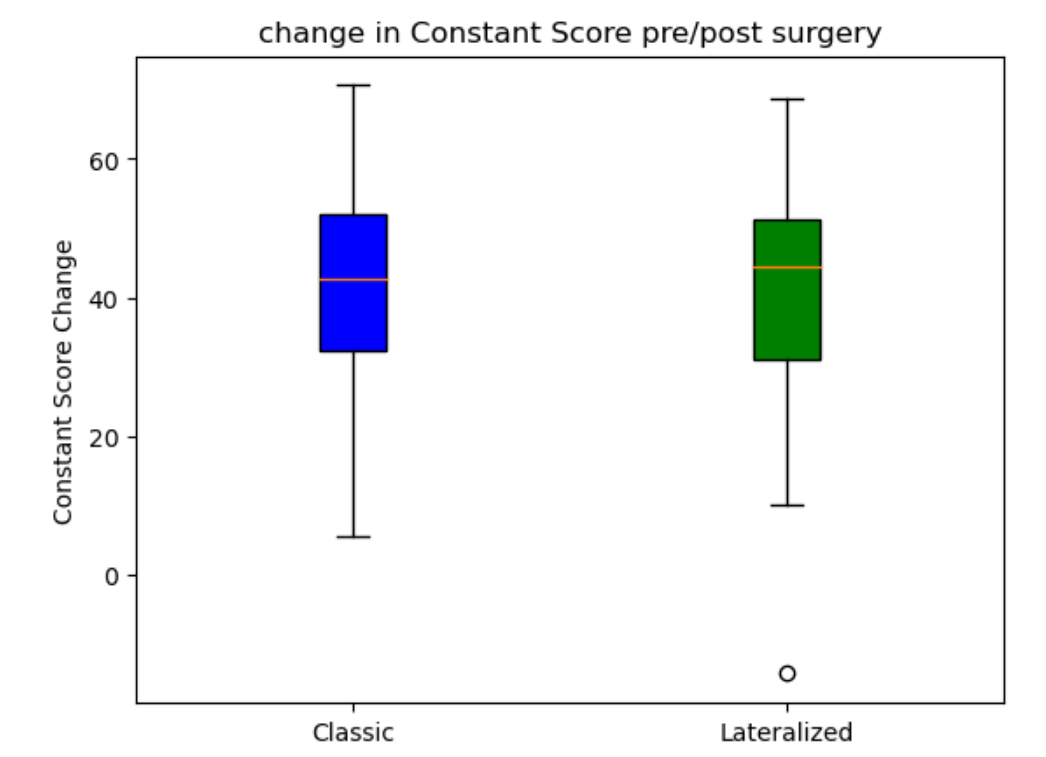 change in Constant Score pre/post surgery
Constant Score Change
60
40
20
0
Classic
Lateralized